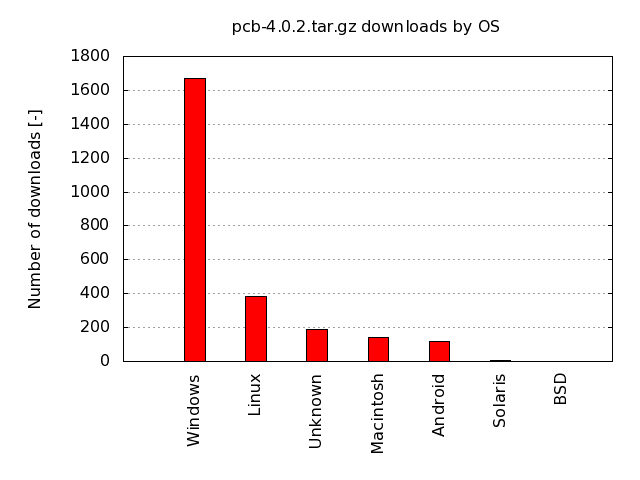 pcb-4.0.2.tar.gz downloads by OS
Number of downloads [-]
1800
1600
1400
1200
1000
800
600
400
200
0
Windows
Linux
Unknown
Macintosh
Android
Solaris
BSD